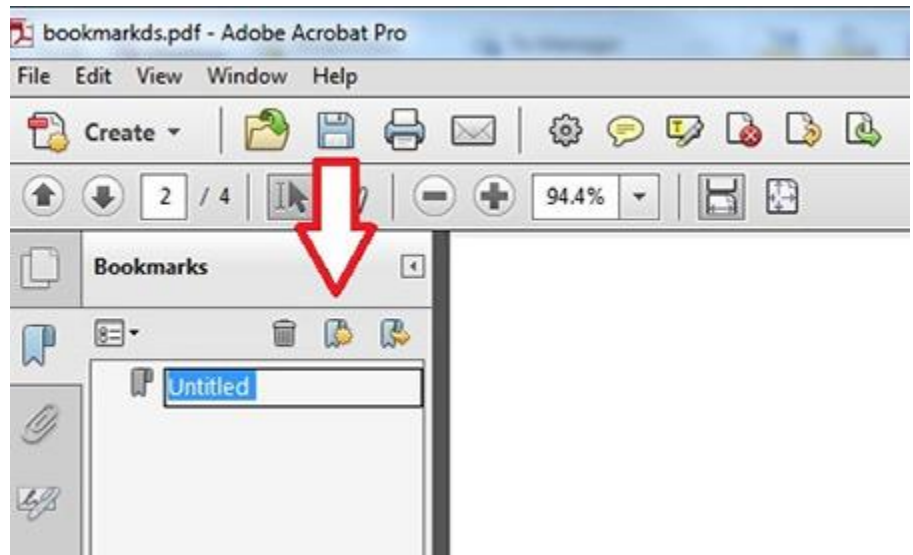 bookmarkds.pdf - Adobe Acrobat Pro
File Edit View Window Help
Create
2 / 4 94.4%
Bookmarks
Untitled